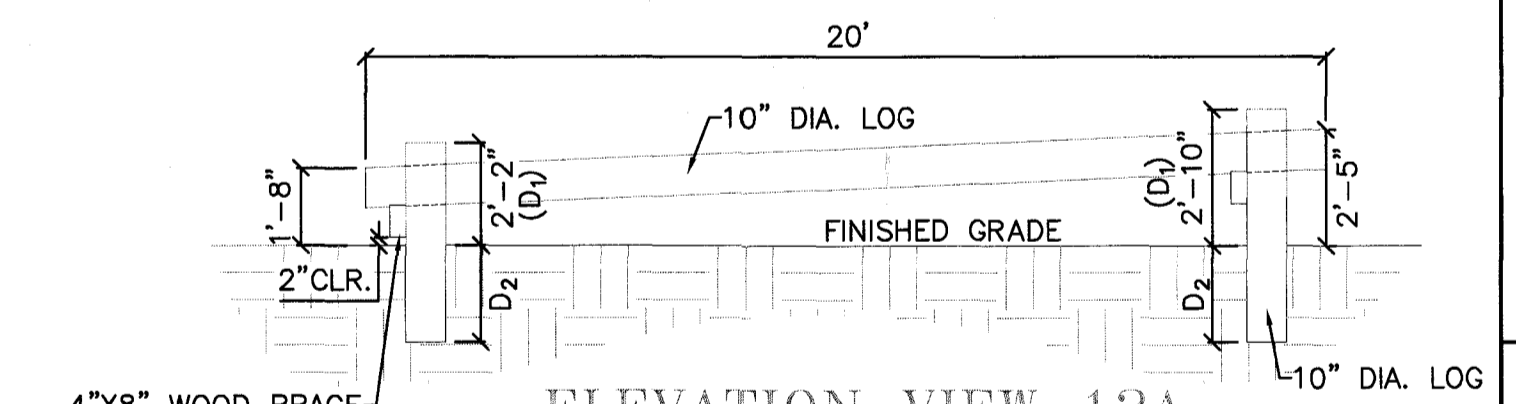 20'
10" DIA. LOG
1'-8"
2'-2"
(D1)
(D1)
2'-10"
2'-5"
FINISHED GRADE
2"CLR.
D2
D2
10" DIA. LOG
4"X8" WOOD BRACE
ELEVATION VIEW 13A